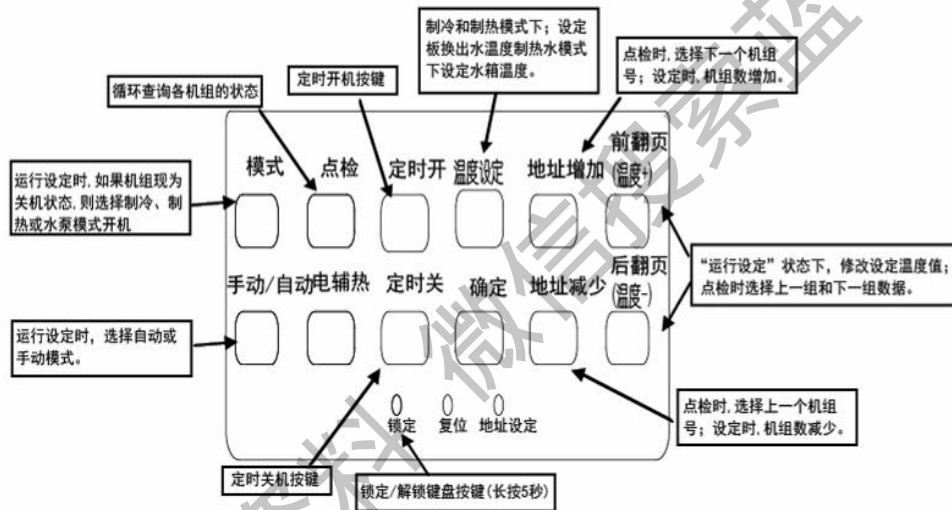 制冷和制热模式下；设定
板换出水温度制热水模式
下设定水箱温度。
点检时,选择下一个机组
号；设定时,机组数增加。
定时开机按键
循环查询各机组的状态
运行设定时,如果机组现为
关机状态,则选择制冷、制
热或水泵模式开机
模式
点检
定时开
温度设定
地址增加
前翻页
(温度+)
“运行设定”状态下，修改设定温度值；
点检时选择上一组和下一组数据。
手动/自动
电辅热
定时关
确定
地址减少
后翻页
(温度-)
运行设定时，选择自动或
手动模式。
点检时,选择上一个机组
号；设定时,机组数减少。
锁定
复位
地址设定
定时关机按键
锁定/解锁键盘按键(长按5秒)
资料 微信搜索蓝